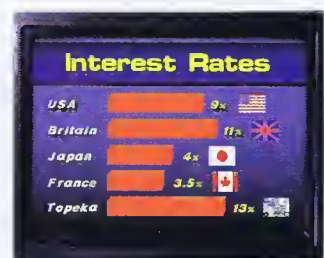 Interest Rates
USA 9%
Britain 11%
Japan 4%
France 3.5%
Topeka 13%